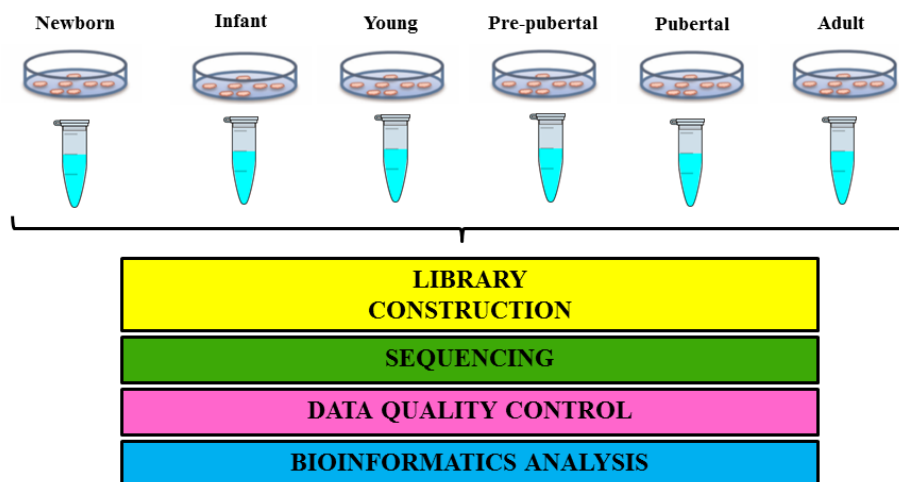 Newborn Infant Young Pre-pubertal Pubertal Adult
LIBRARY
CONSTRUCTION
SEQUENCING
DATA QUALITY CONTROL
BIOINFORMATICS ANALYSIS